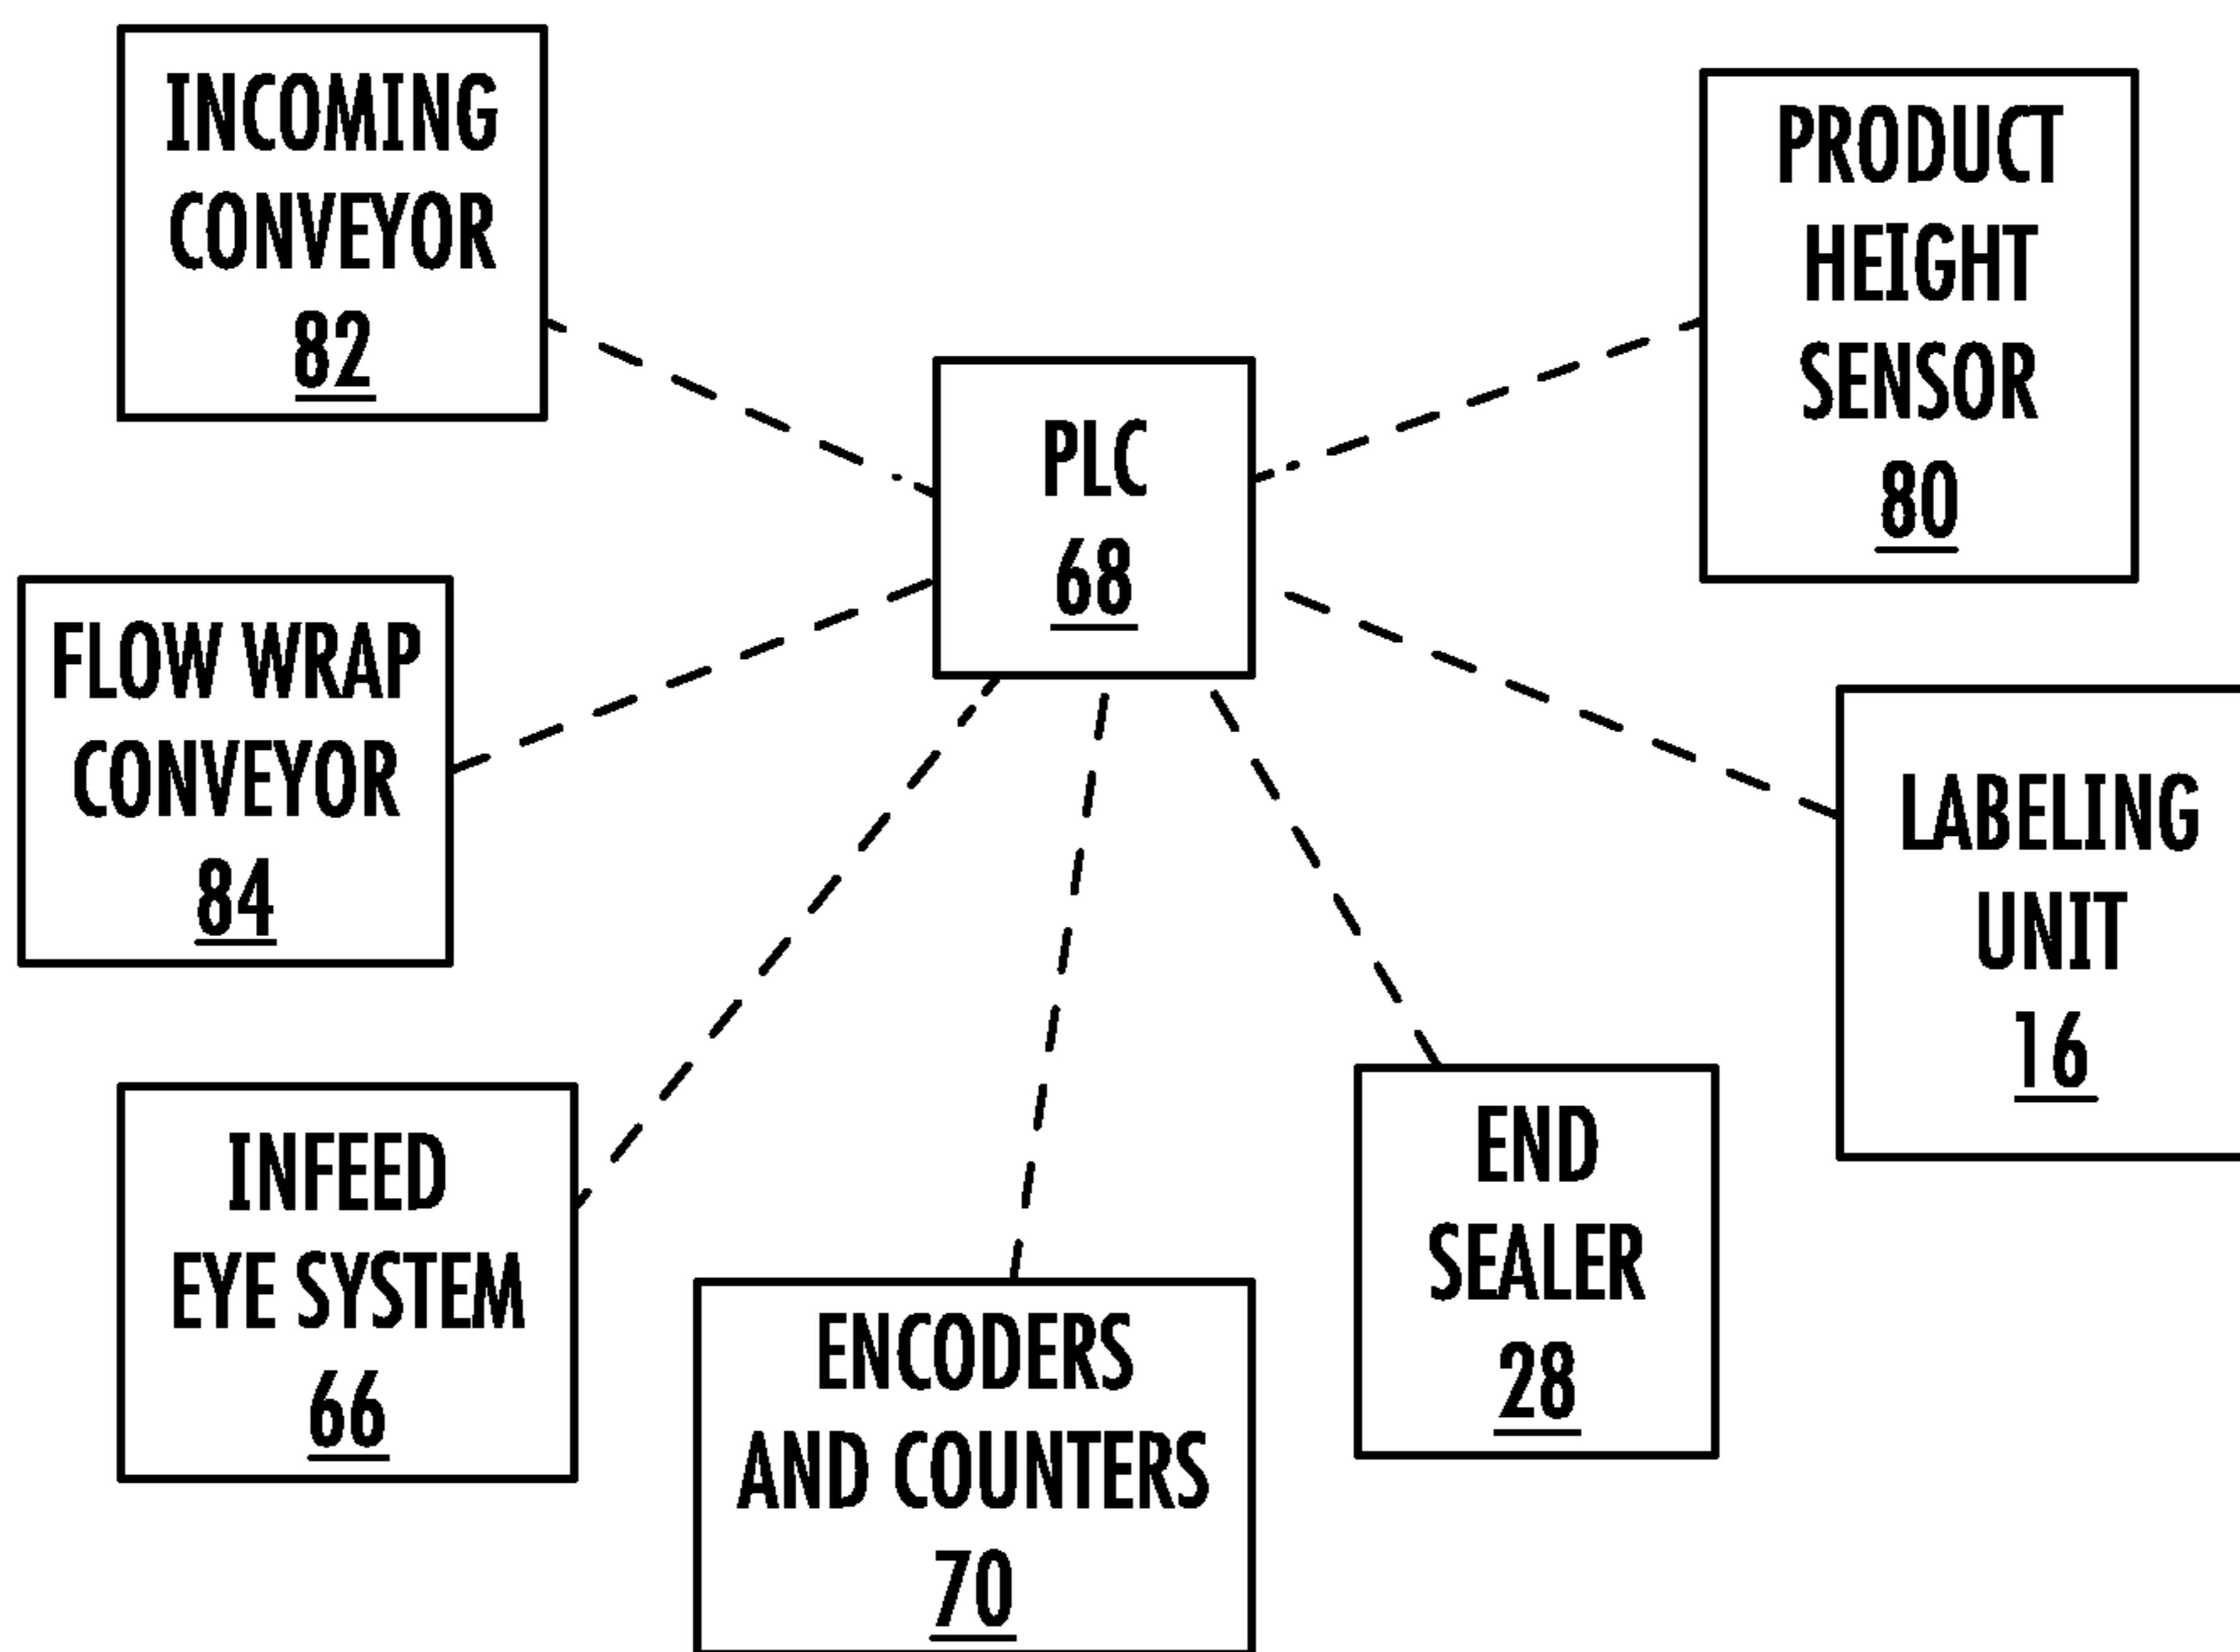 INCOMING
CONVEYOR
82
PRODUCT
HEIGHT
SENSOR
80
PLC
68
FLOW WRAP
CONVEYOR
84
LABELING
UNIT
16
INFEED
EYE SYSTEM
66
END
SEALER
28
ENCODERS
AND COUNTERS
70